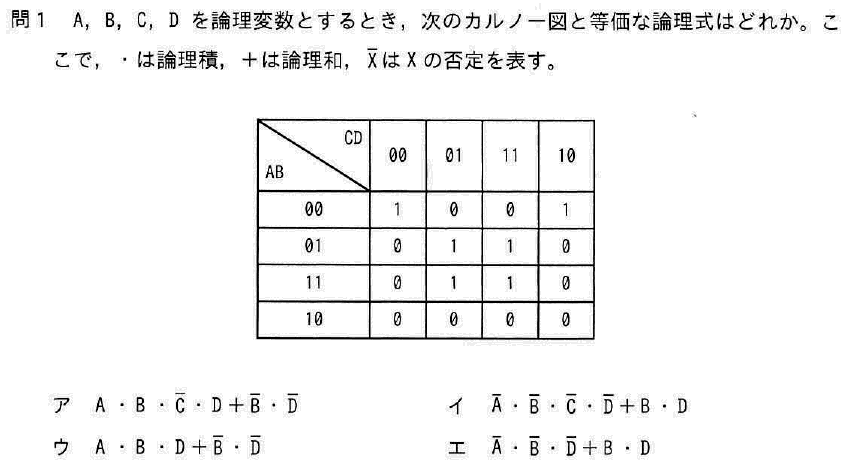 問1 A, B, C, D を論理変数とするとき, 次のカルノー図と等価な論理式はどれか。こ
こで, ・は論理積, +は論理和, X̅はXの否定を表す。
CD
AB
00 01 11 10
00 1 0 0 1
01 0 1 1 0
11 0 1 1 0
10 0 0 0 0
ア A・B・C̅・D+B̅・D̅ イ A̅・B̅・C̅・D̅+B・D
ウ A・B・D+B̅・D̅ エ A̅・B̅・D̅+B・D